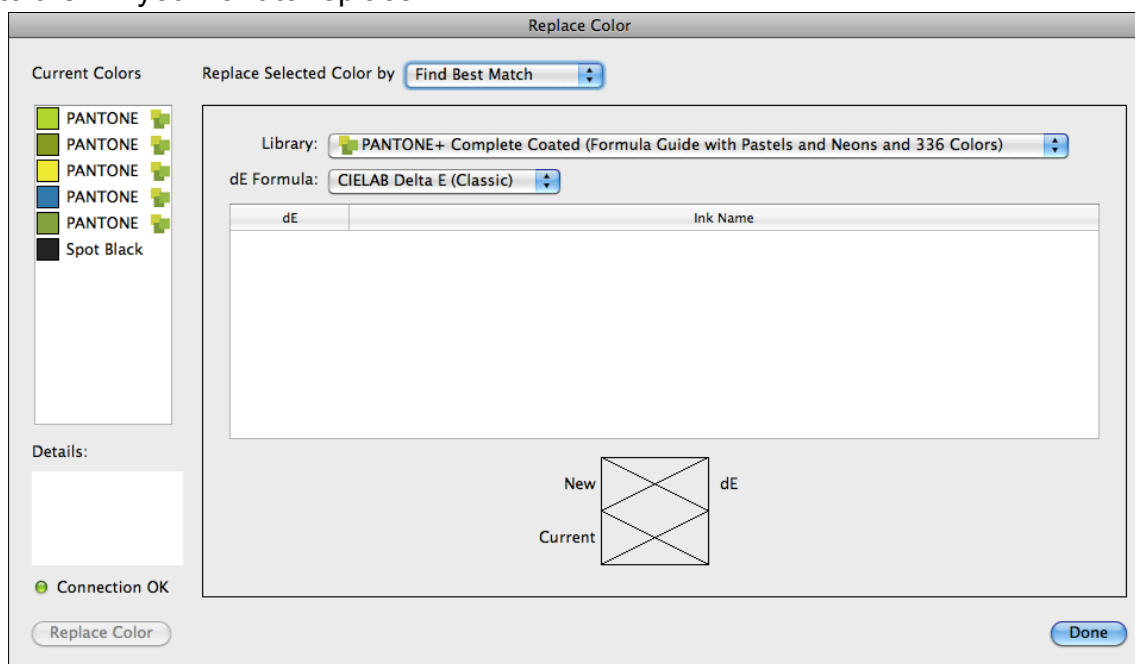 Replace Color
Current Colors
Replace Selected Color by Find Best Match
PANTONE
PANTONE
PANTONE
PANTONE
PANTONE
Spot Black
Library: PANTONE+ Complete Coated (Formula Guide with Pastels and Neons and 336 Colors)
dE Formula: CIELAB Delta E (Classic)
dE Ink Name
Details:
New dE
Current
Connection OK
Replace Color Done